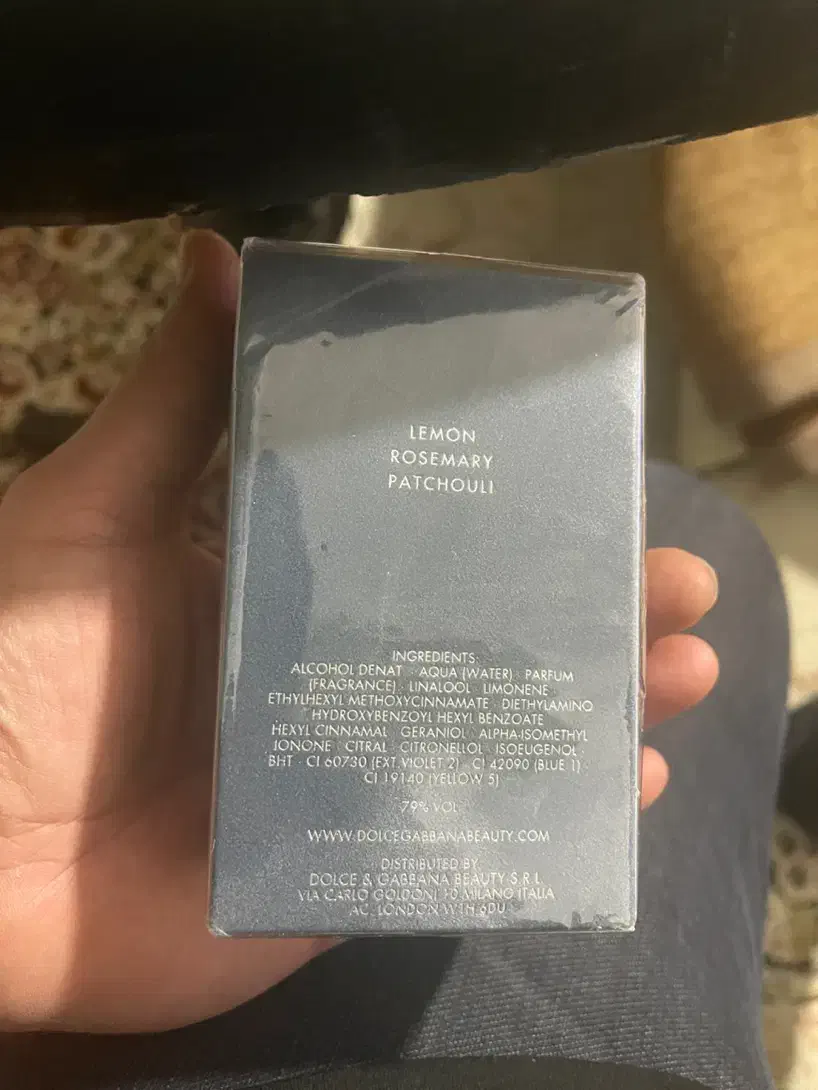 LEMON
ROSEMARY
PATCHOULI
INGREDIENTS:
ALCOHOL DENAT · AQUA (WATER) · PARFUM
(FRAGRANCE) · LINALOOL · LIMONENE ·
ETHYLHEXYL METHOXYCINNAMATE · DIETHYLAMINO
HYDROXYBENZOYL HEXYL BENZOATE ·
HEXYL CINNAMAL · GERANIOL · ALPHA-ISOMETHYL
IONONE · CITRAL · CITRONELLOL · ISOEUGENOL ·
BHT · CI 60730 (EXT. VIOLET 2) · CI 42090 (BLUE 1) ·
CI 19140 (YELLOW 5)
79% VOL
WWW.DOLCEGABBANABEAUTY.COM
DISTRIBUTED BY
DOLCE & GABBANA BEAUTY S.R.L.
VIA CARLO GOLDONI 10 MILANO ITALIA
AC. LONDON W1H 6DU